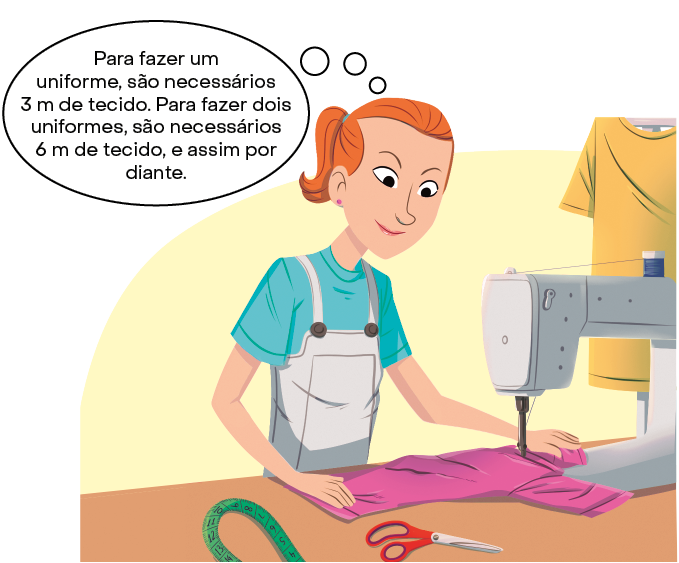 Para fazer um
uniforme, são necessários
3 m de tecido. Para fazer dois
uniformes, são necessários
6 m de tecido, e assim por
diante.